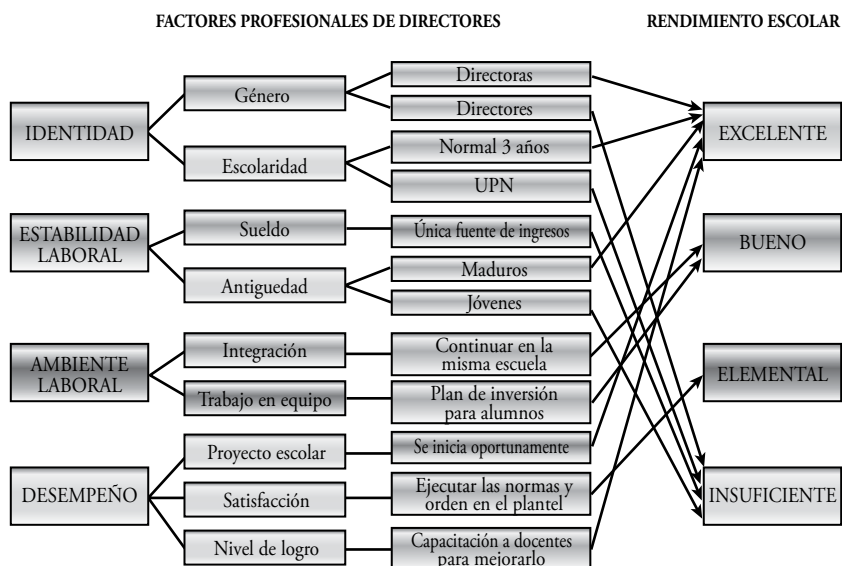 FACTORES PROFESIONALES DE DIRECTORES
RENDIMIENTO ESCOLAR
IDENTIDAD
Género
Directoras
Directores
Escolaridad
Normal 3 años
UPN
ESTABILIDAD
LABORAL
Sueldo
Única fuente de ingresos
Antiguedad
Maduros
Jóvenes
AMBIENTE
LABORAL
Integración
Continuar en la
misma escuela
Trabajo en equipo
Plan de inversión
para alumnos
DESEMPEÑO
Proyecto escolar
Se inicia oportunamente
Satisfacción
Ejecutar las normas y
orden en el plantel
Nivel de logro
Capacitación a docentes
para mejorarlo
EXCELENTE
BUENO
ELEMENTAL
INSUFICIENTE